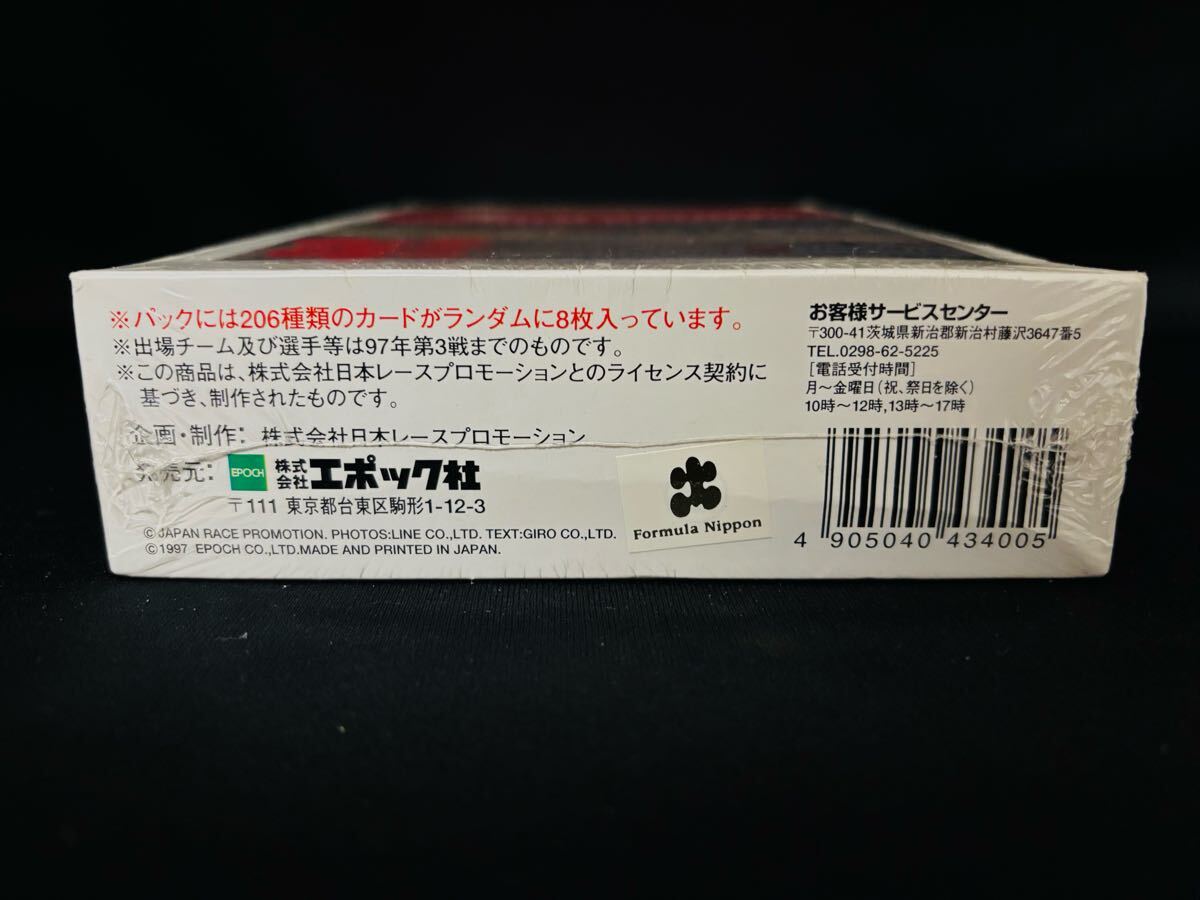 ※パックには206種類のカードがランダムに8枚入っています。
※出場チーム及び選手等は97年第3戦までのものです。
※この商品は、株式会社日本レースプロモーションとのライセンス契約に
基づき、制作されたものです。
企画・制作：株式会社日本レースプロモーション
発売元：EPOCH 株式会社エポック社
〒111 東京都台東区駒形1-12-3
©JAPAN RACE PROMOTION. PHOTOS:LINE CO.,LTD. TEXT:GIRO CO.,LTD.
©1997 EPOCH CO.,LTD.MADE AND PRINTED IN JAPAN.
Formula Nippon
お客様サービスセンター
〒300-41茨城県新治郡新治村藤沢3647番5
TEL.0298-62-5225
［電話受付時間］
月～金曜日（祝、祭日を除く）
10時～12時,13時～17時
4 905040 434005